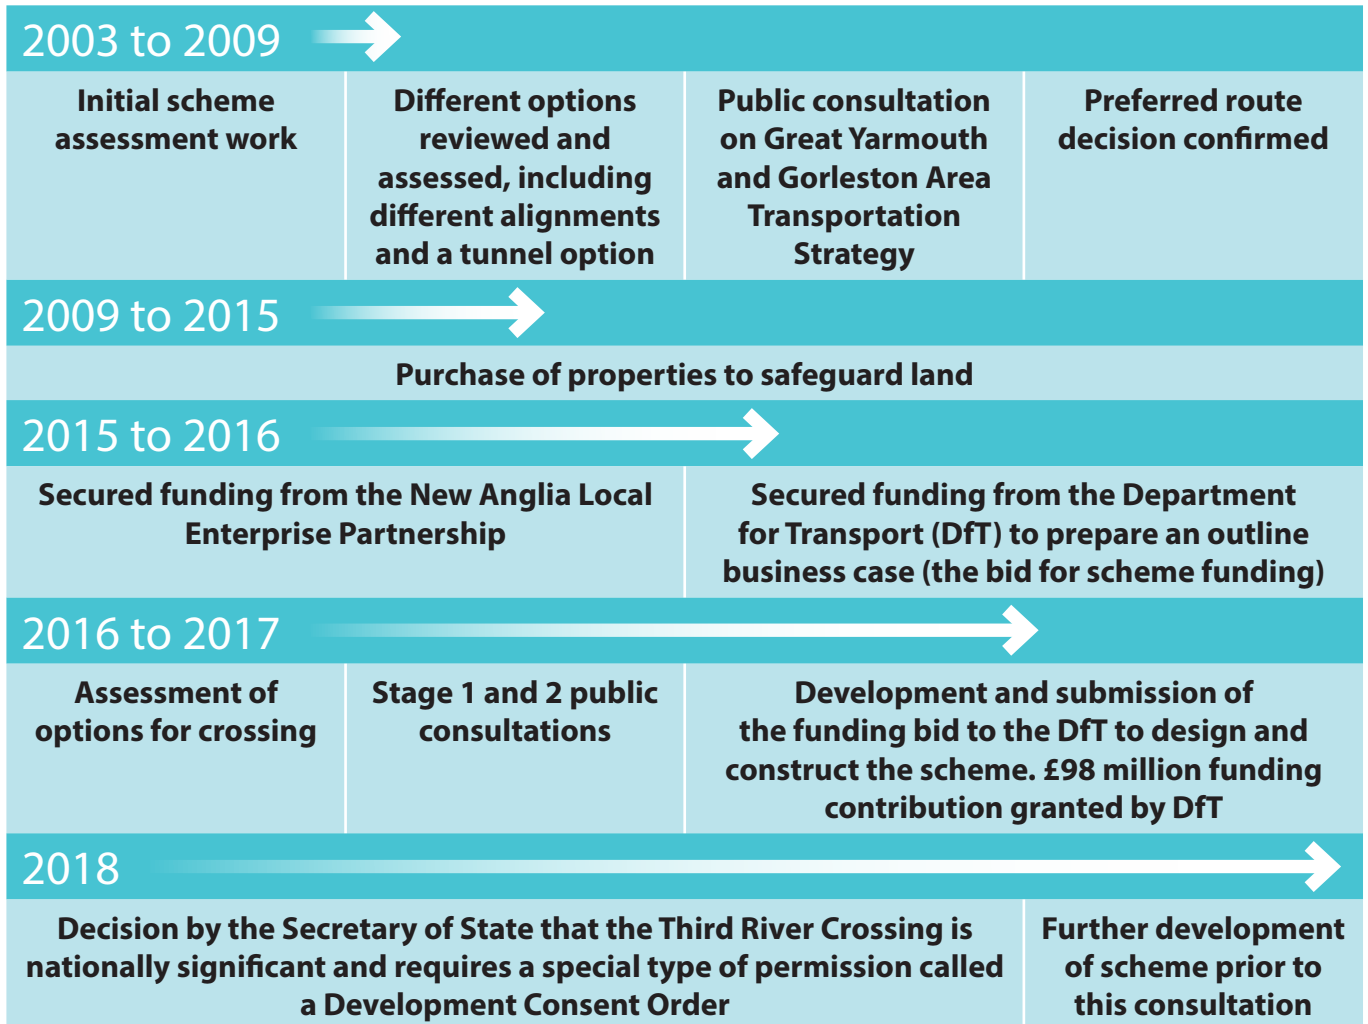 2003 to 2009
Initial scheme
assessment work
Different options
reviewed and
assessed, including
different alignments
and a tunnel option
Public consultation
on Great Yarmouth
and Gorleston Area
Transportation
Strategy
Preferred route
decision confirmed
2009 to 2015
Purchase of properties to safeguard land
2015 to 2016
Secured funding from the New Anglia Local
Enterprise Partnership
Secured funding from the Department
for Transport (DfT) to prepare an outline
business case (the bid for scheme funding)
2016 to 2017
Assessment of
options for crossing
Stage 1 and 2 public
consultations
Development and submission of
the funding bid to the DfT to design and
construct the scheme. £98 million funding
contribution granted by DfT
2018
Decision by the Secretary of State that the Third River Crossing is
nationally significant and requires a special type of permission called
a Development Consent Order
Further development
of scheme prior to
this consultation